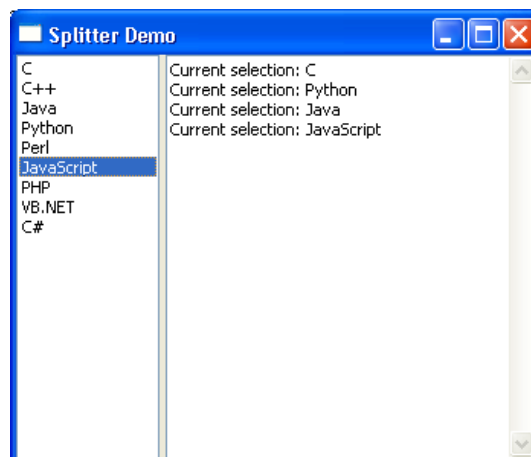 Splitter Demo
C
C++
Java
Python
Perl
JavaScript
PHP
VB.NET
C#
Current selection: C
Current selection: Python
Current selection: Java
Current selection: JavaScript